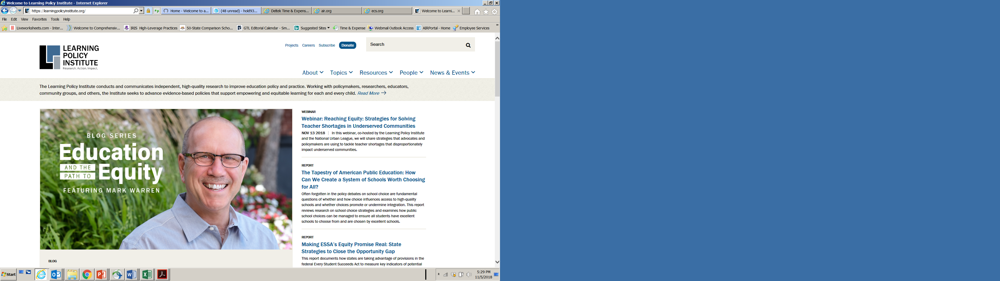 Welcome to Learning Policy Institute - Internet Explorer
https://learningpolicyinstitute.org/
Home - Welcome to a...
(48 unread) - hold93...
Deltek Time & Expens...
air.org
ecs.org
Welcome to Learni...
File Edit View Favorites Tools Help
Liveworksheets.com - Inter...
Welcome to Comprehensiv...
IRIS High-Leverage Practices
50-State Comparison Scho...
GTL Editorial Calendar - Sm...
Suggested Sites
Time & Expense
Webmail Outlook Access
AIRPortal - Home
Employee Services
LEARNING
POLICY
INSTITUTE
Research. Action. Impact.
Projects Careers Subscribe Donate
Search
About Topics Resources People News & Events
The Learning Policy Institute conducts and communicates independent, high-quality research to improve education policy and practice. Working with policymakers, researchers, educators,
community groups, and others, the Institute seeks to advance evidence-based policies that support empowering and equitable learning for each and every child. Read More →
BLOG SERIES
Education
AND THE
PATH TO
Equity
FEATURING MARK WARREN
BLOG
WEBINAR
Webinar: Reaching Equity: Strategies for Solving
Teacher Shortages in Underserved Communities
NOV 13 2018 | In this webinar, co-hosted by the Learning Policy Institute
and the National Urban League, we will share strategies that advocates and
policymakers are using to tackle teacher shortages that disproportionately
impact underserved communities.
REPORT
The Tapestry of American Public Education: How
Can We Create a System of Schools Worth Choosing
for All?
Often forgotten in the policy debates on school choice are fundamental
questions of whether and how choice influences access to high-quality
schools and whether choices promote or undermine integration. This report
reviews research on school choice strategies and examines how public
school choices can be managed to ensure all students have excellent
schools to choose from and are chosen by excellent schools.
REPORT
Making ESSA's Equity Promise Real: State
Strategies to Close the Opportunity Gap
This report documents how states are taking advantage of provisions in the
federal Every Student Succeeds Act to measure key indicators of potential
Start
5:29 PM
11/5/2018